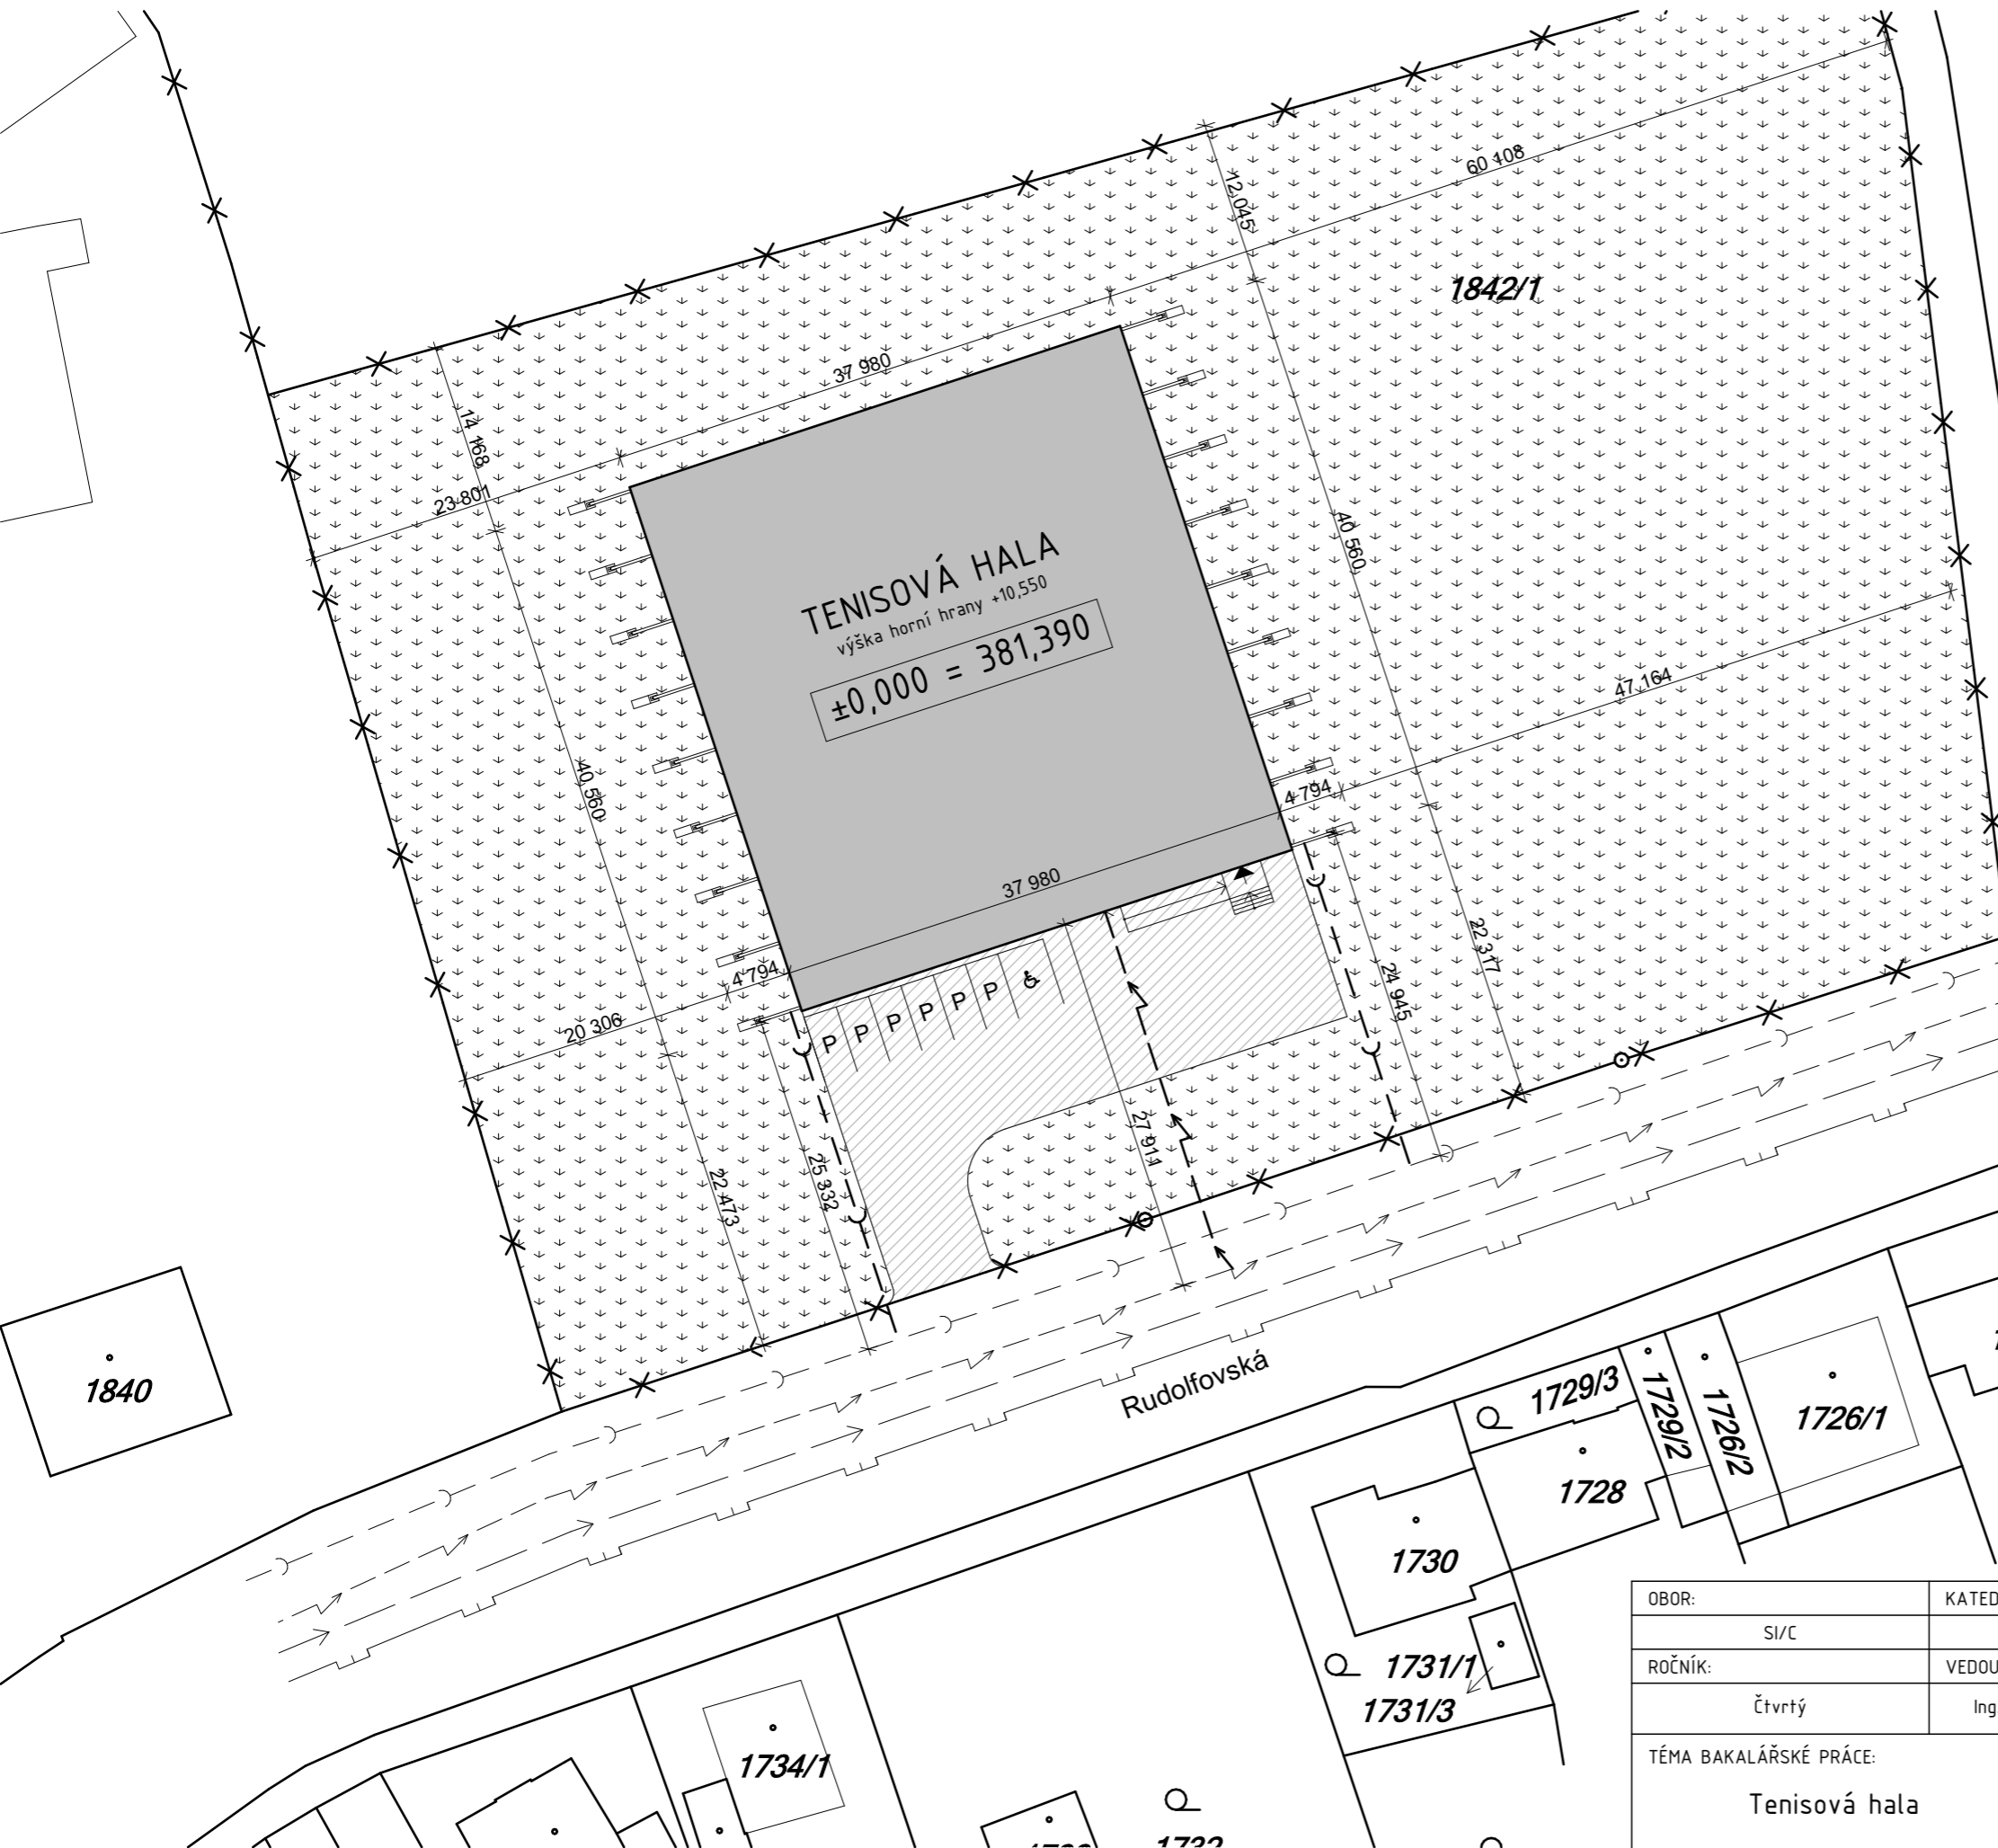 60 108
12 045
1842/1
37 980
14 168
23 801
40 560
TENISOVÁ HALA
výška horní hrany +10,550
±0,000 = 381,390
47 164
40 560
4 794
37 980
22 317
24 945
4 794
20 306
P P P P P P
27 911
25 332
22 473
Rudolfovská
1840
1729/3
1729/2
1726/2
1726/1
1728
1730
1731/1
1731/3
1734/1
1732
OBOR:
SI/C
ROČNÍK:
Čtvrtý
Ing.
TÉMA BAKALÁŘSKÉ PRÁCE:
Tenisová hala